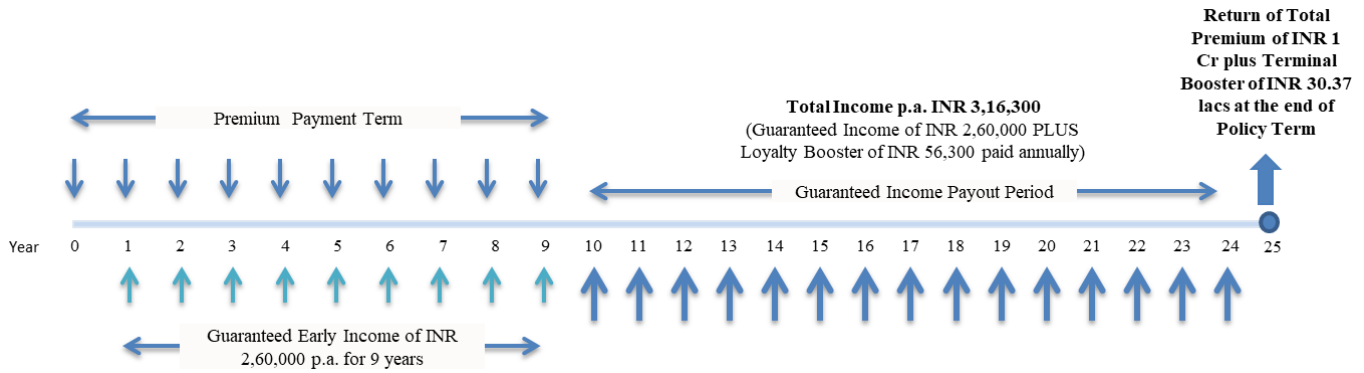 Return of Total
Premium of INR 1
Cr plus Terminal
Booster of INR 30.37
lacs at the end of
Policy Term
Premium Payment Term
Total Income p.a. INR 3,16,300
(Guaranteed Income of INR 2,60,000 PLUS
Loyalty Booster of INR 56,300 paid annually)
Guaranteed Income Payout Period
Year 0 1 2 3 4 5 6 7 8 9 10 11 12 13 14 15 16 17 18 19 20 21 22 23 24 25
Guaranteed Early Income of INR
2,60,000 p.a. for 9 years